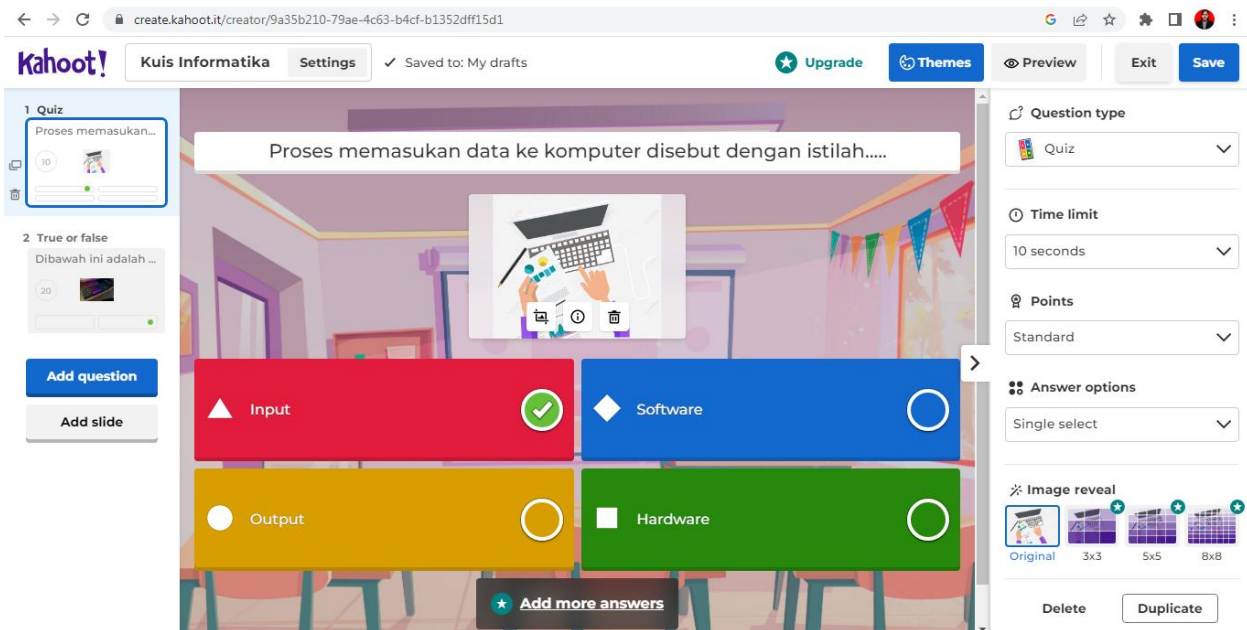 create.kahoot.it/creator/9a35b210-79ae-4c63-b4cf-b1352dff15d1
Kahoot!
Kuis Informatika
Settings
Saved to: My drafts
Upgrade
Themes
Preview
Exit
Save
1 Quiz
Proses memasukan...
10
2 True or false
Dibawah ini adalah ...
20
Add question
Add slide
Proses memasukan data ke komputer disebut dengan istilah.....
Input
Software
Output
Hardware
Add more answers
Question type
Quiz
Time limit
10 seconds
Points
Standard
Answer options
Single select
Image reveal
Original
3x3
5x5
8x8
Delete
Duplicate